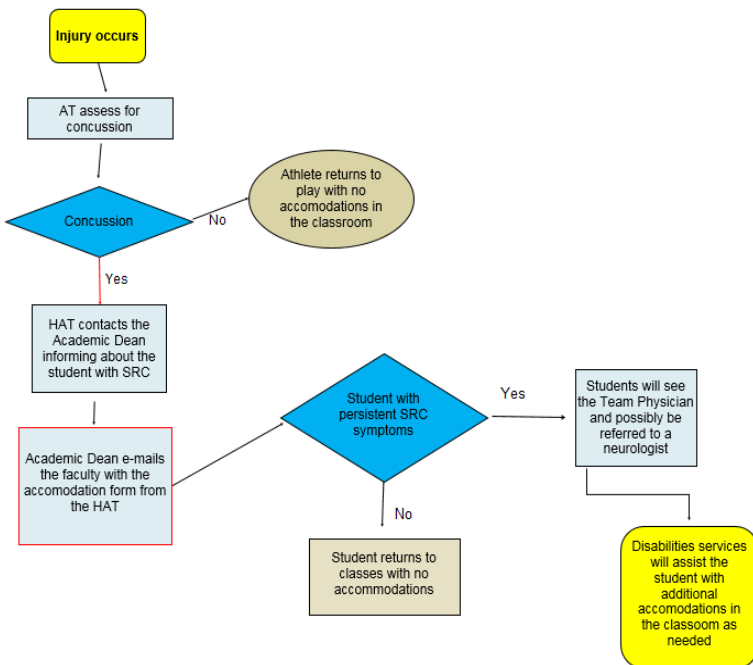 Injury occurs
AT assess for
concussion
Athlete returns to
play with no
accomodations in
the classroom
Concussion
No
Yes
HAT contacts the
Academic Dean
informing about the
student with SRC
Student with
persistent SRC
symptoms
Yes
Students will see
the Team Physician
and possibly be
referred to a
neurologist
Academic Dean e-mails
the faculty with the
accomodation form from
the HAT
No
Student returns to
classes with no
accommodations
Disabilities services
will assist the
student with
additional
accomodations in
the classoom as
needed